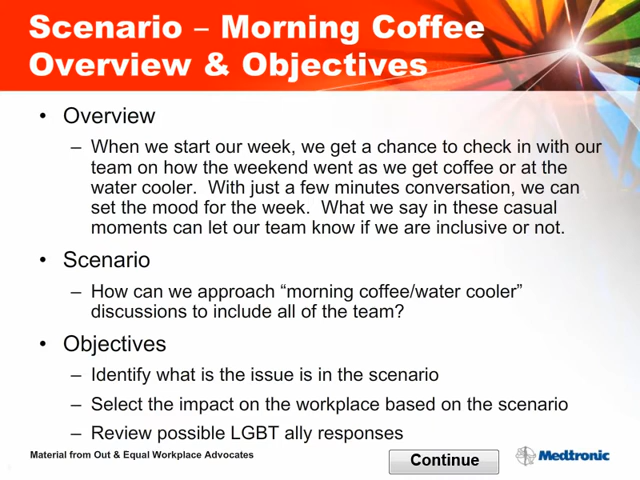 Scenario – Morning Coffee
Overview & Objectives
• Overview
– When we start our week, we get a chance to check in with our
team on how the weekend went as we get coffee or at the
water cooler.  With just a few minutes conversation, we can
set the mood for the week.  What we say in these casual
moments can let our team know if we are inclusive or not.
• Scenario
– How can we approach “morning coffee/water cooler”
discussions to include all of the team?
• Objectives
– Identify what is the issue is in the scenario
– Select the impact on the workplace based on the scenario
– Review possible LGBT ally responses
Material from Out & Equal Workplace Advocates
Continue
Medtronic